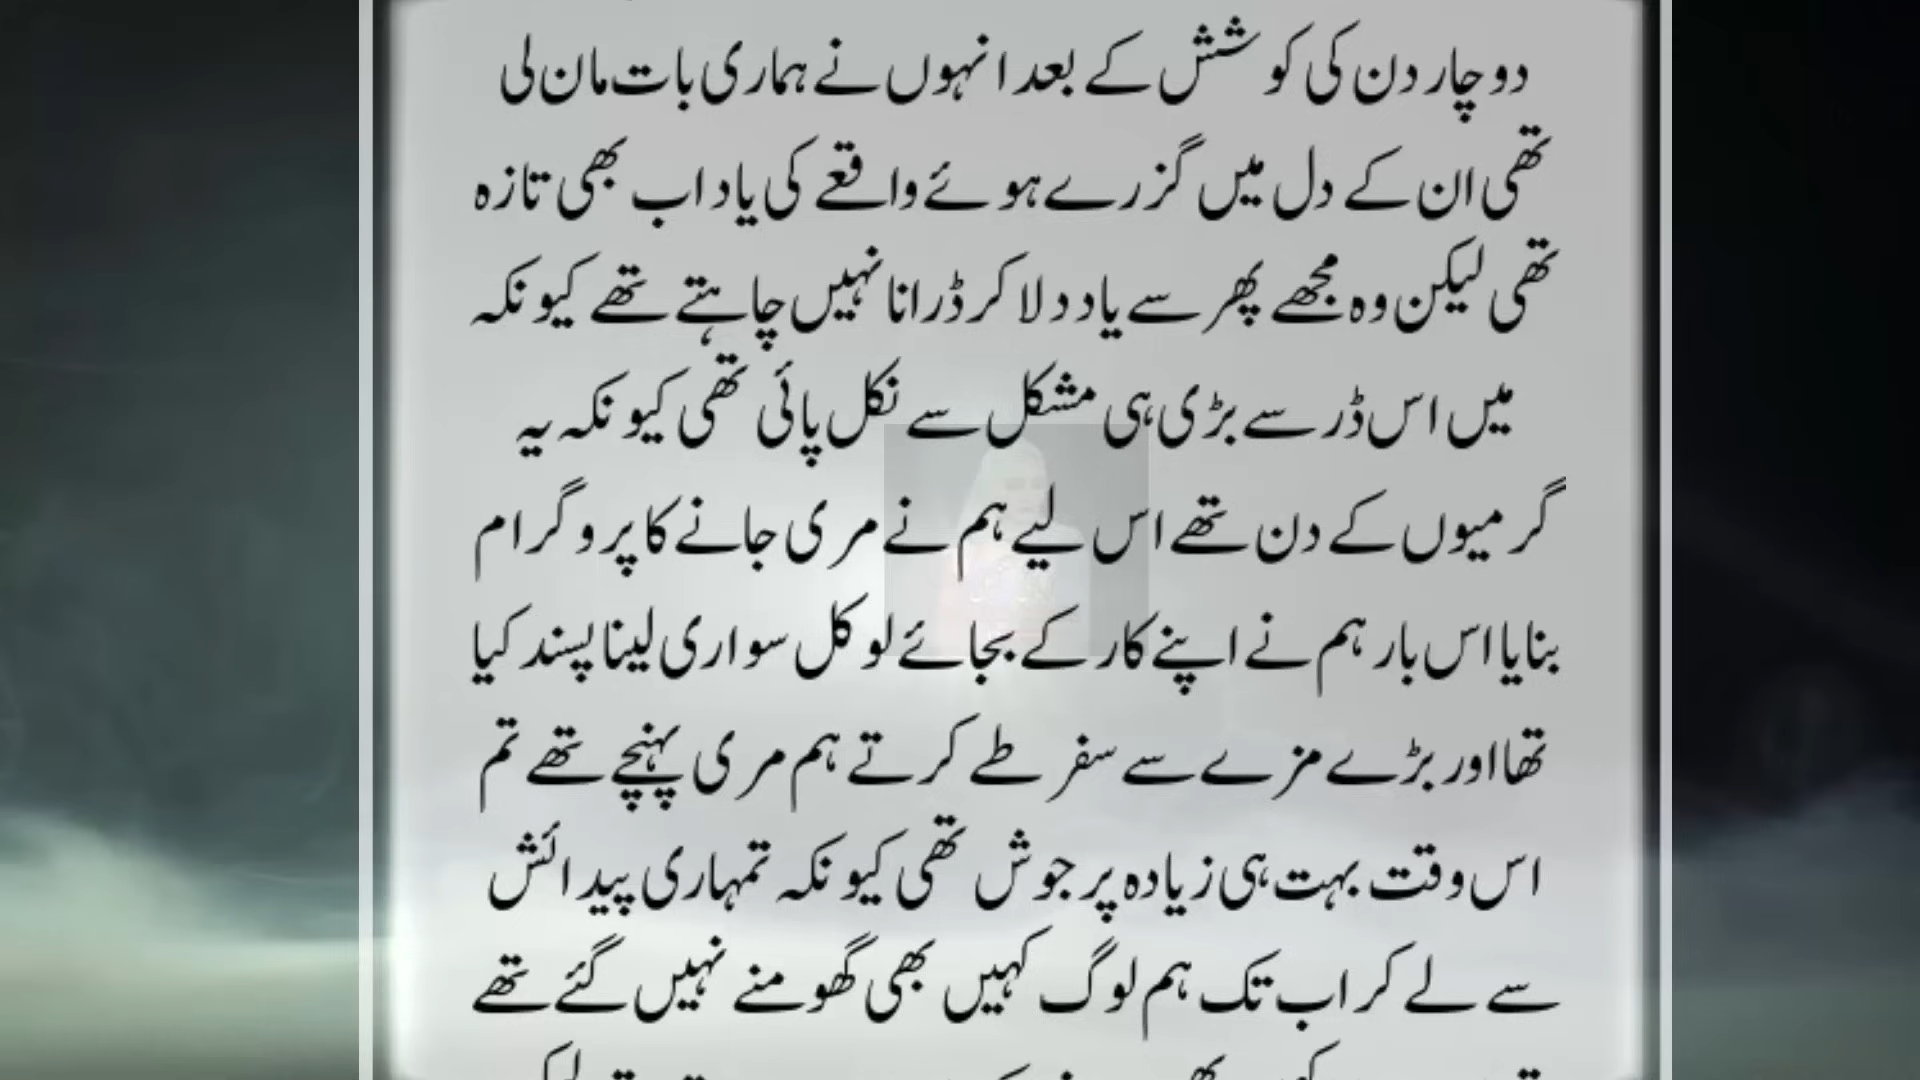 دو چار دن کی کوشش کے بعد انہوں نے ہماری بات مان لی
تھی ان کے دل میں گزرے ہوئے واقعے کی یاد اب بھی تازہ
تھی لیکن وہ مجھے پھر سے یاد دلا کر ڈرانا نہیں چاہتے تھے کیونکہ
میں اس ڈر سے بڑی ہی مشکل سے نکل پائی تھی کیونکہ یہ
گرمیوں کے دن تھے اس لیے ہم نے مری جانے کا پروگرام
بنایا اس بار ہم نے اپنے کار کے بجائے لوکل سواری لینا پسند کیا
تھا اور بڑے مزے سے سفر طے کرتے ہم مری پہنچے تھے تم
اس وقت بہت ہی زیادہ پر جوش تھی کیونکہ تمہاری پیدائش
سے لے کر اب تک ہم لوگ کہیں بھی گھومنے نہیں گئے تھے